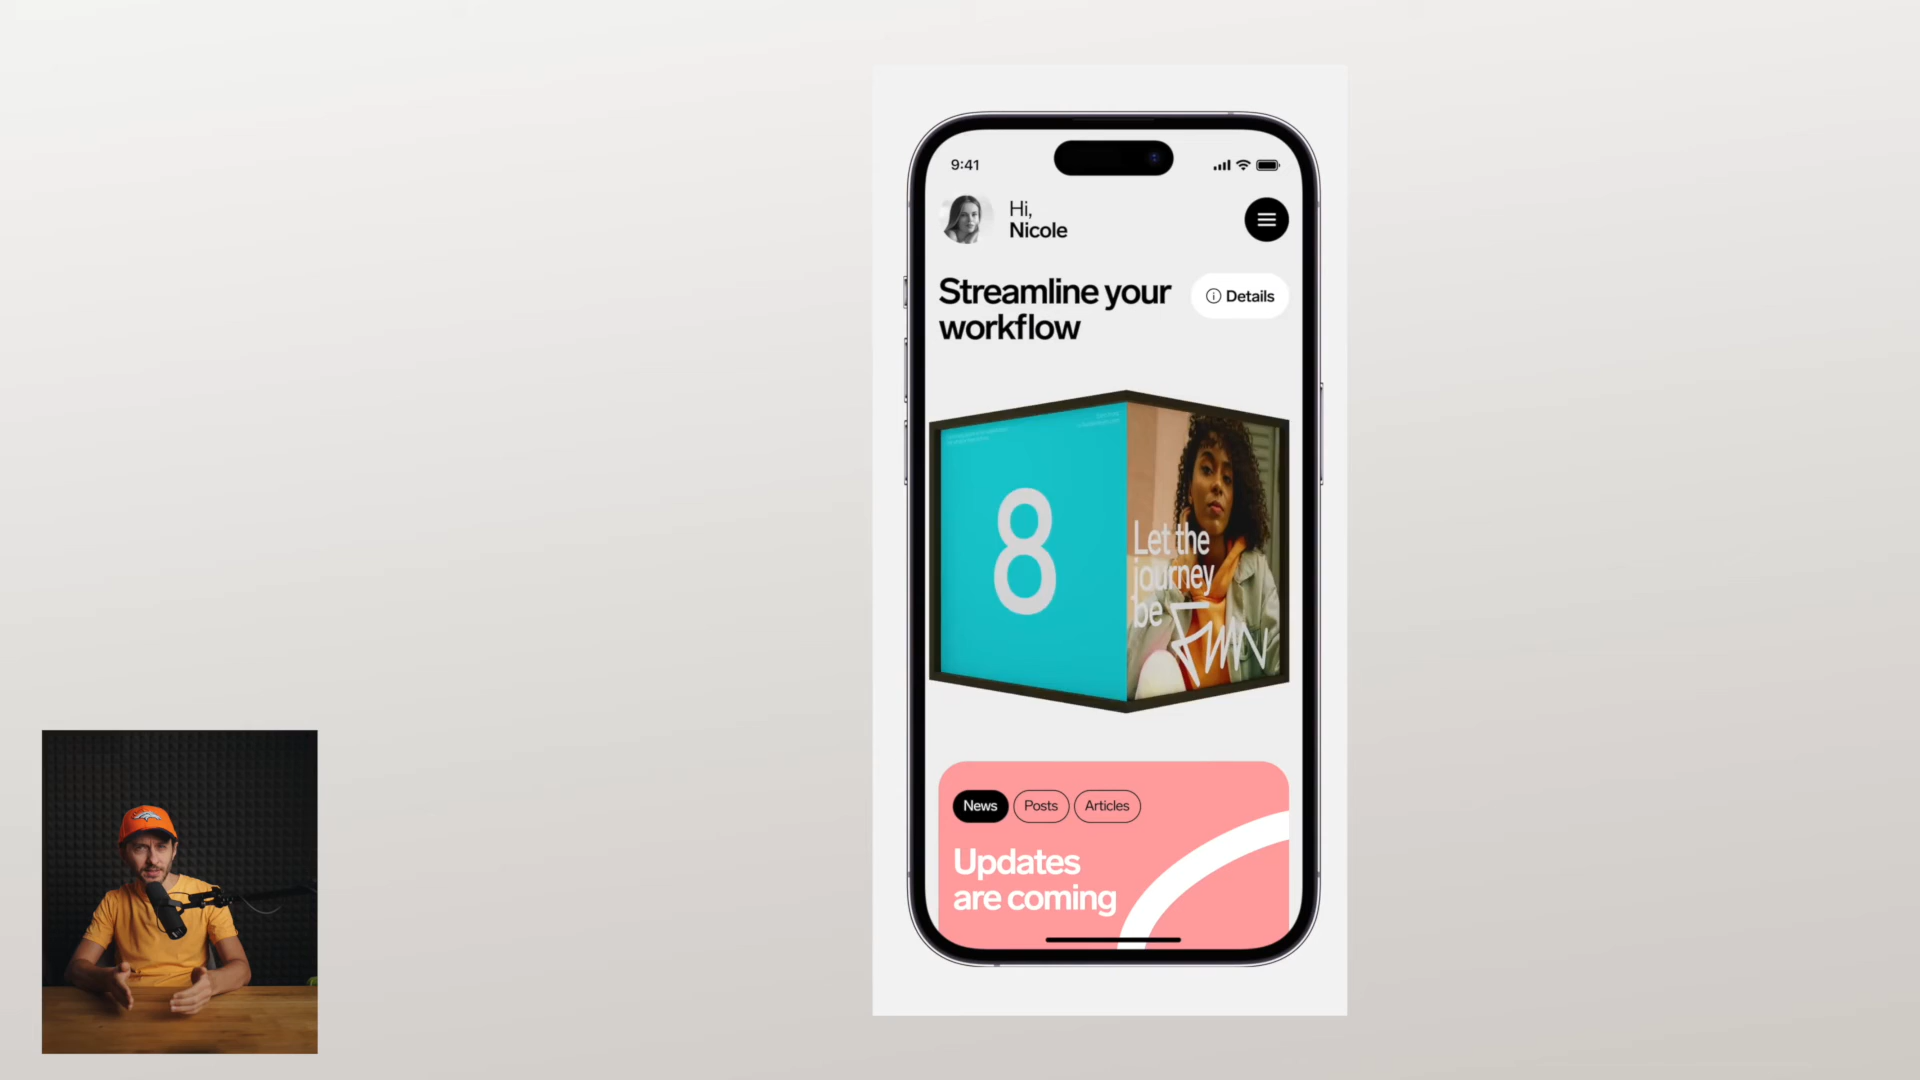 9:41
Hi,
Nicole
Streamline your
workflow
Details
8
Let the
journey
be
Fun
News
Posts
Articles
Updates
are coming